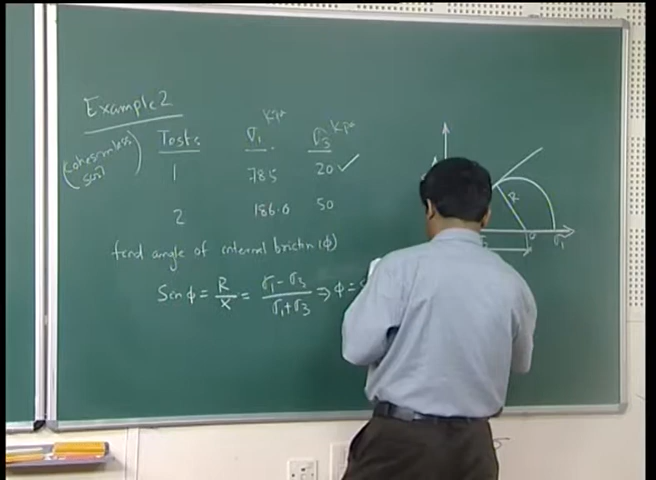 Example 2
(Cohesionless soil)
Tests σ1 kPa σ3 kPa
1 78.5 20 ✓
2 186.0 50
find angle of internal friction (ϕ)
Sin ϕ = R/X = σ1 - σ3 / σ1 + σ3 ⇒ ϕ =
R
σ1